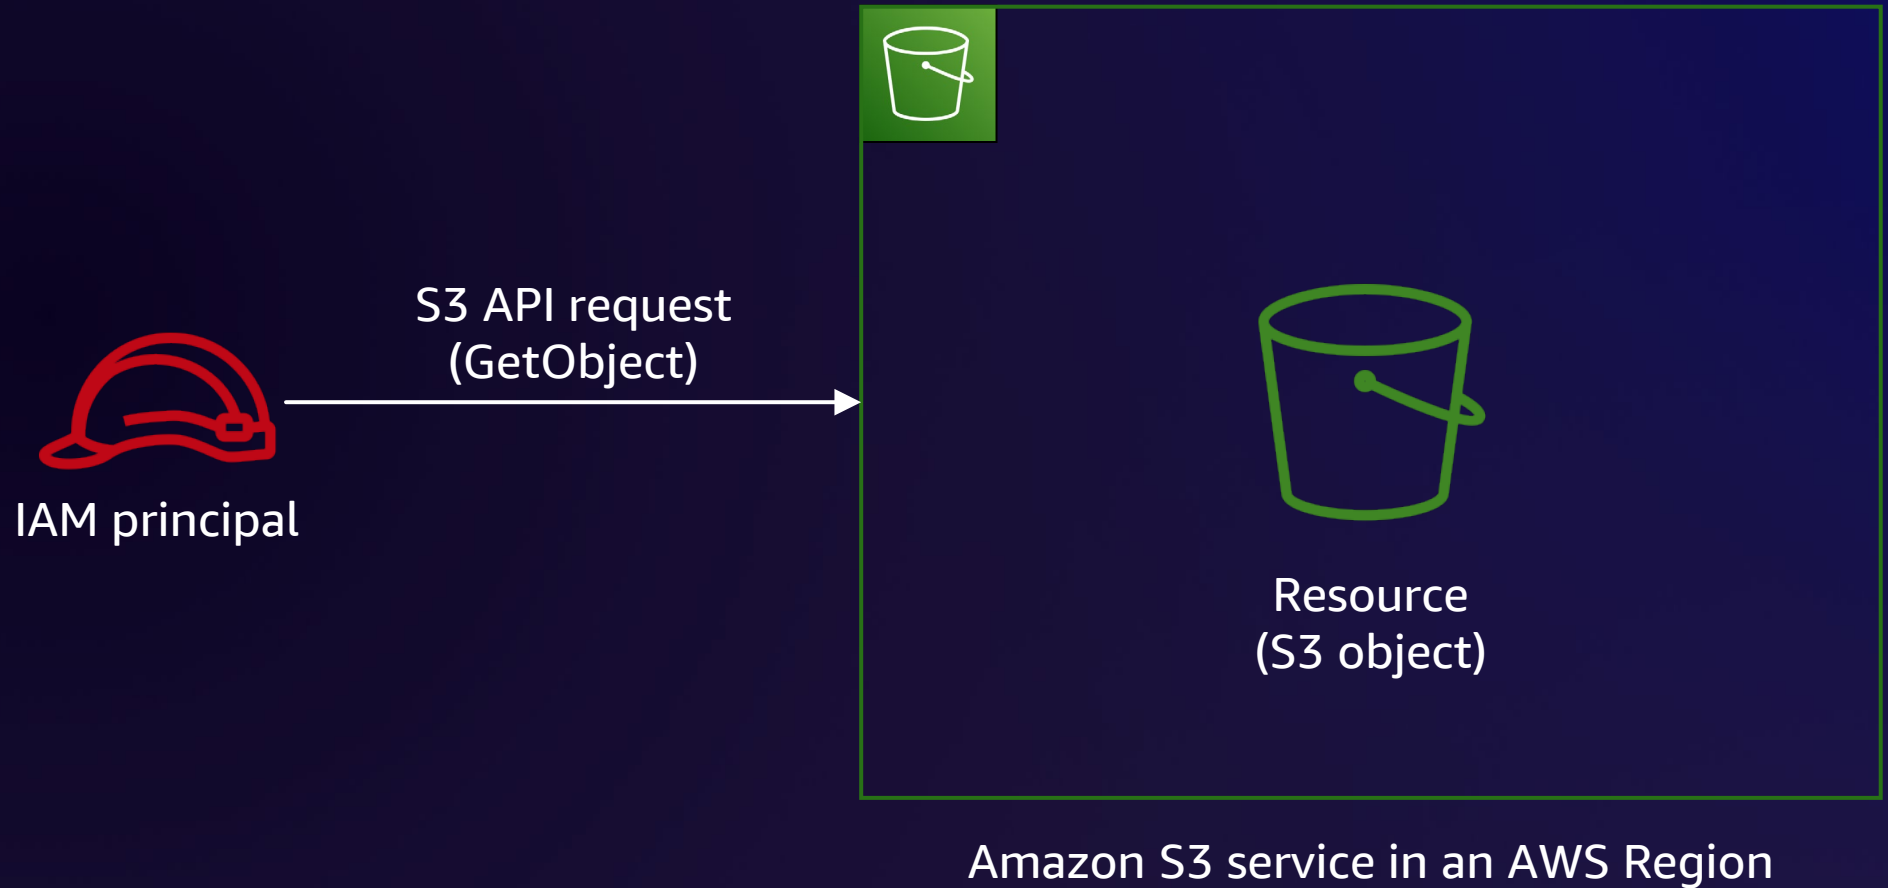 S3 API request
(GetObject)
IAM principal
Resource
(S3 object)
Amazon S3 service in an AWS Region